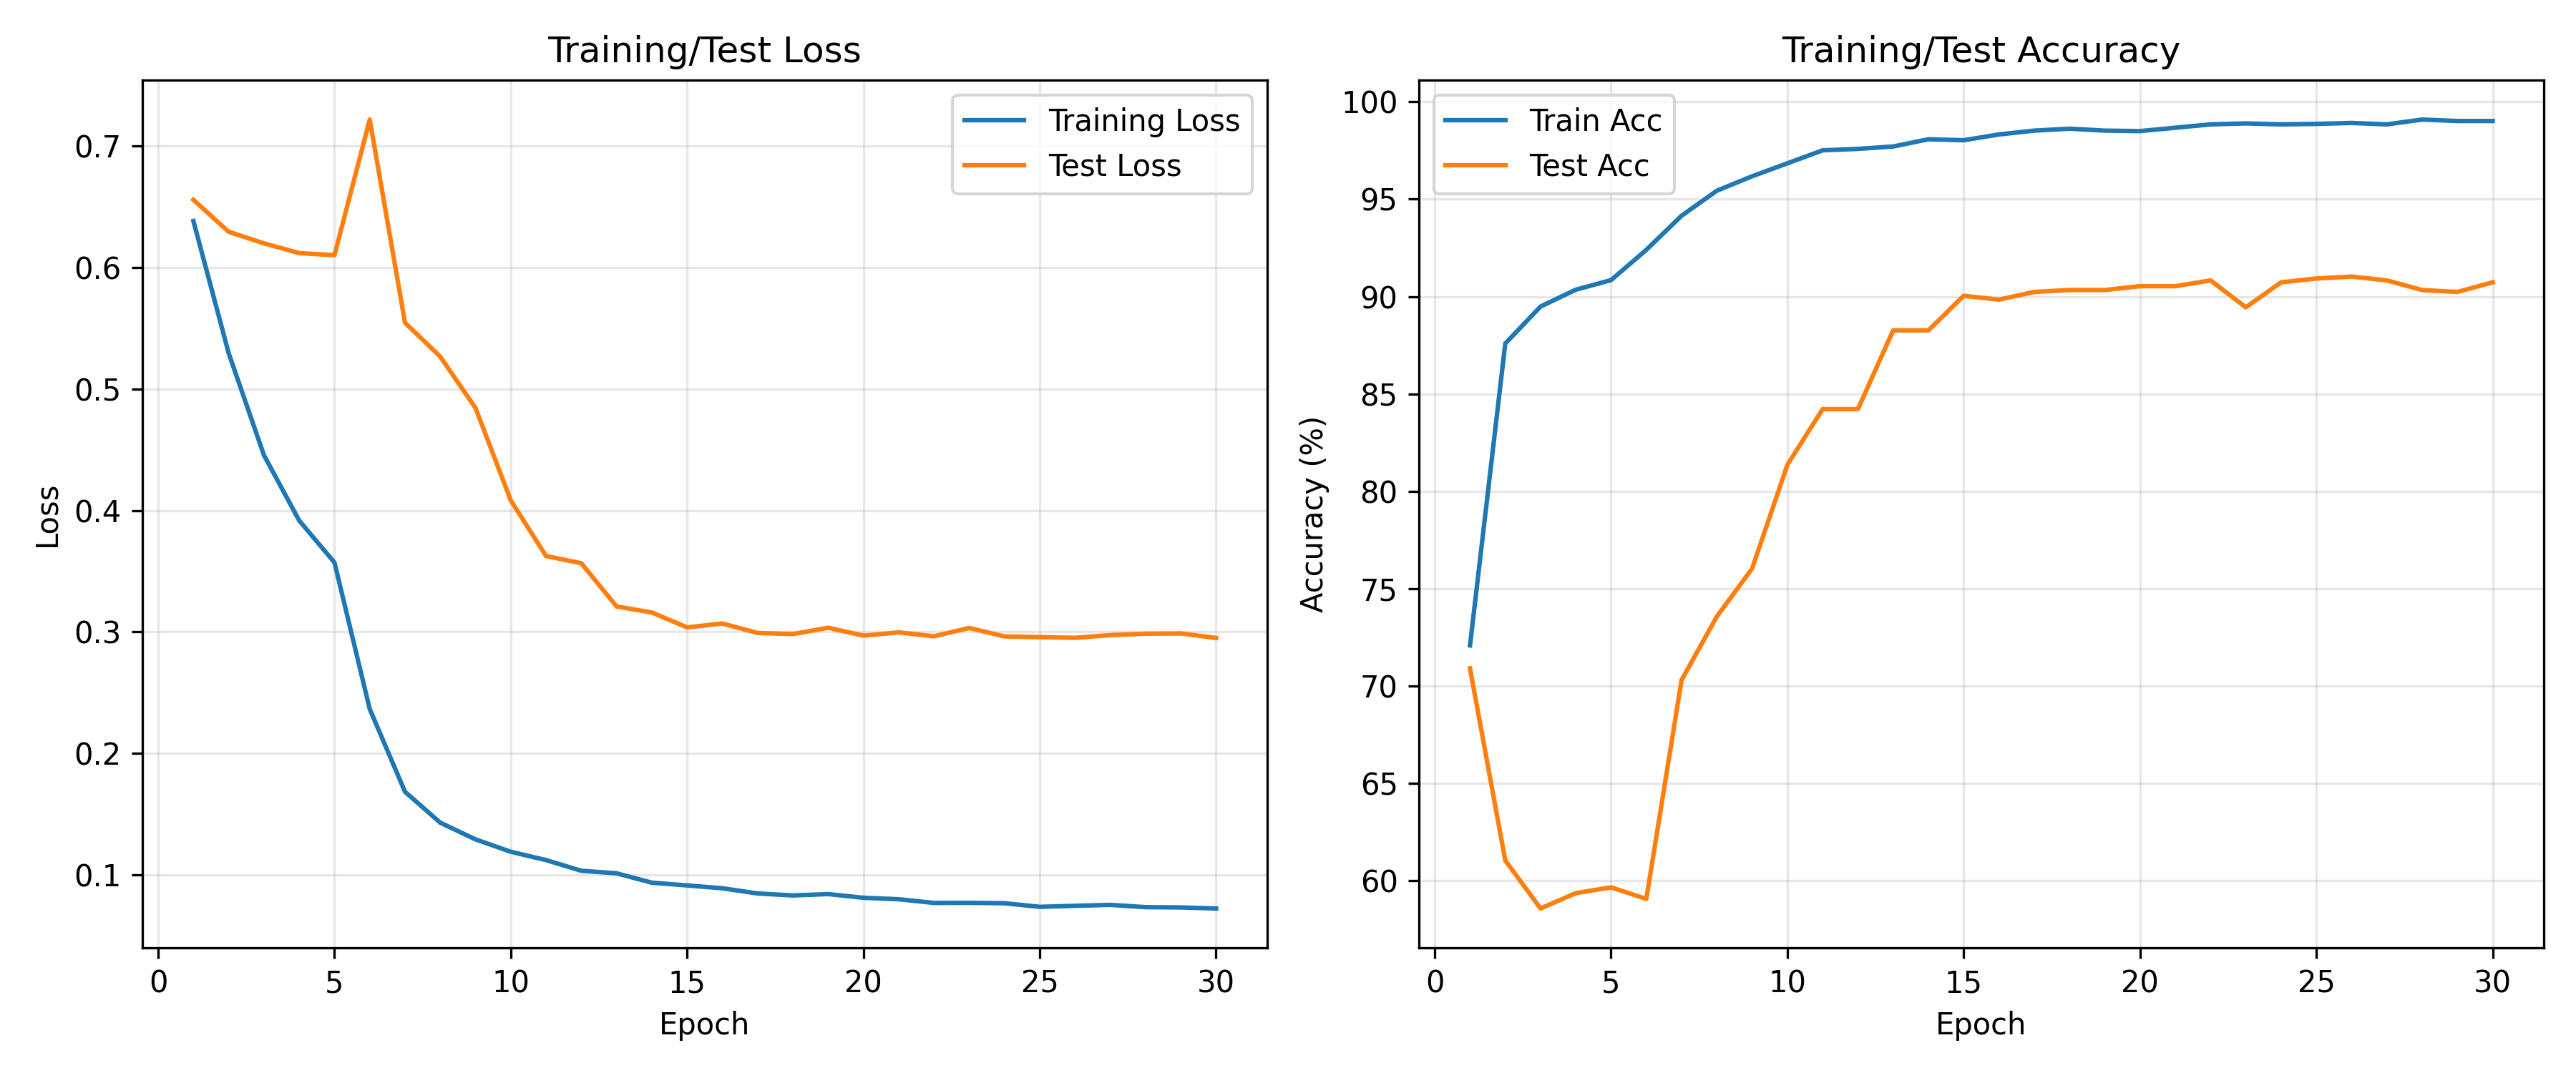 Training/Test Loss
Training Loss
Test Loss
0.7
0.6
0.5
0.4
0.3
0.2
0.1
Loss
0 5 10 15 20 25 30
Epoch
Training/Test Accuracy
Train Acc
Test Acc
100
95
90
85
80
75
70
65
60
Accuracy (%)
0 5 10 15 20 25 30
Epoch